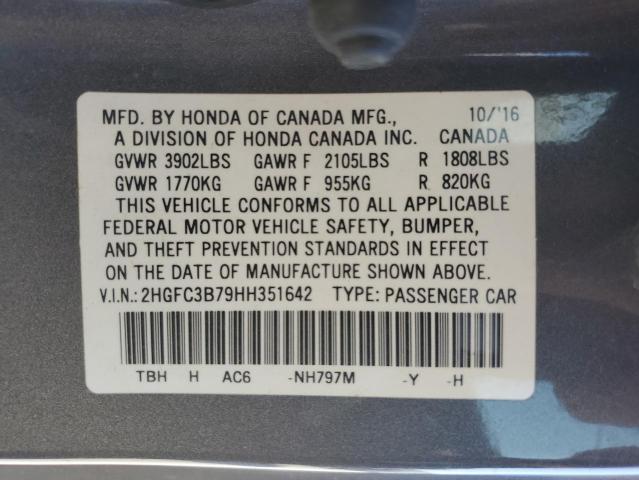 MFD. BY HONDA OF CANADA MFG., 10/'16
A DIVISION OF HONDA CANADA INC. CANADA
GVWR 3902LBS GAWR F 2105LBS R 1808LBS
GVWR 1770KG GAWR F 955KG R 820KG
THIS VEHICLE CONFORMS TO ALL APPLICABLE
FEDERAL MOTOR VEHICLE SAFETY, BUMPER,
AND THEFT PREVENTION STANDARDS IN EFFECT
ON THE DATE OF MANUFACTURE SHOWN ABOVE.
V.I.N.: 2HGFC3B79HH351642 TYPE: PASSENGER CAR
TBH H AC6 -NH797M -Y -H